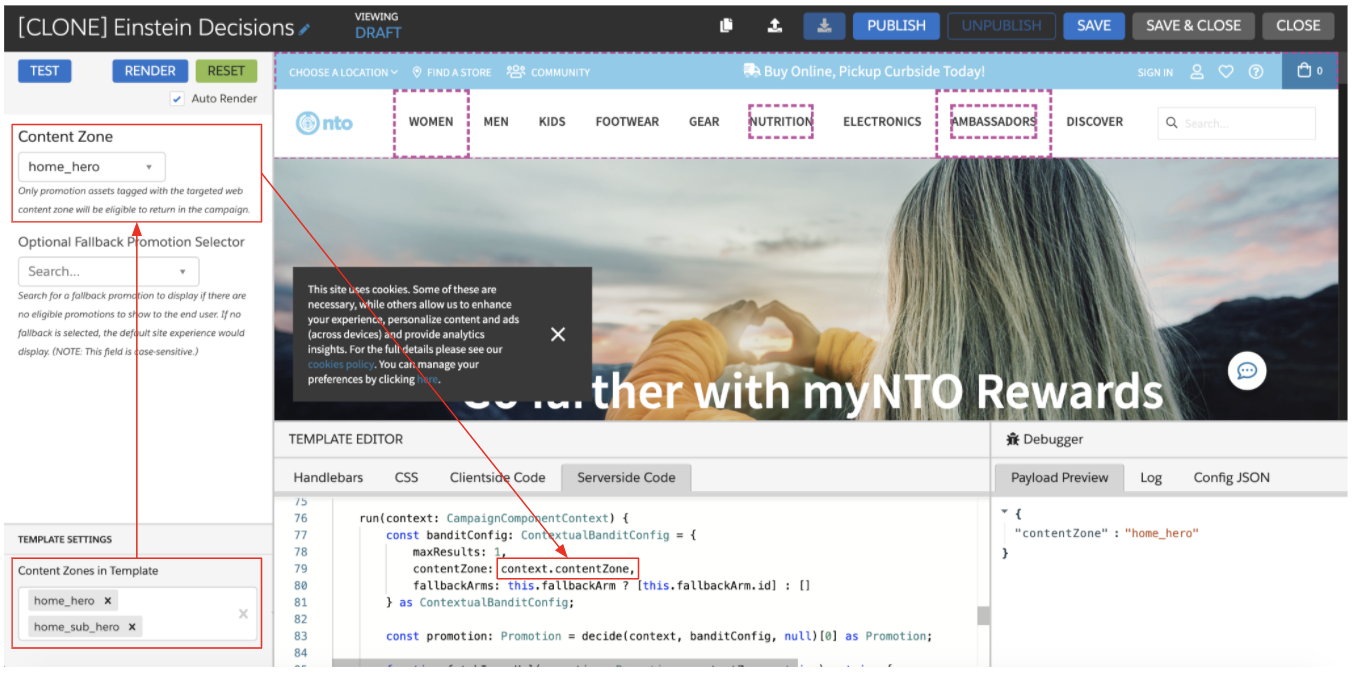 [CLONE] Einstein Decisions
VIEWING
DRAFT
PUBLISH
UNPUBLISH
SAVE
SAVE & CLOSE
CLOSE
TEST
RENDER
RESET
Auto Render
Content Zone
home_hero
Only promotion assets tagged with the targeted web
content zone will be eligible to return in the campaign.
Optional Fallback Promotion Selector
Search...
Search for a fallback promotion to display if there are
no eligible promotions to show to the end user. If no
fallback is selected, the default site experience would
display. (NOTE: This field is case-sensitive.)
TEMPLATE SETTINGS
Content Zones in Template
home_hero x
home_sub_hero x
CHOOSE A LOCATION
FIND A STORE
COMMUNITY
Buy Online, Pickup Curbside Today!
SIGN IN
0
nto
WOMEN
MEN
KIDS
FOOTWEAR
GEAR
NUTRITION
ELECTRONICS
AMBASSADORS
DISCOVER
Search...
This site uses cookies. Some of these are
necessary, while others allow us to enhance
your experience, personalize content and ads
(across devices) and provide analytics
insights. For the full details please see our
cookies policy. You can manage your
preferences by clicking here.
Go further with myNTO Rewards
TEMPLATE EDITOR
Handlebars
CSS
Clientside Code
Serverside Code
75
76 run(context: CampaignComponentContext) {
77 const banditConfig: ContextualBanditConfig = {
78 maxResults: 1,
79 contentZone: context.contentZone,
80 fallbackArms: this.fallbackArm ? [this.fallbackArm.id] : []
81 } as ContextualBanditConfig;
82
83 const promotion: Promotion = decide(context, banditConfig, null)[0] as Promotion;
84
Debugger
Payload Preview
Log
Config JSON
{
"contentZone" : "home_hero"
}